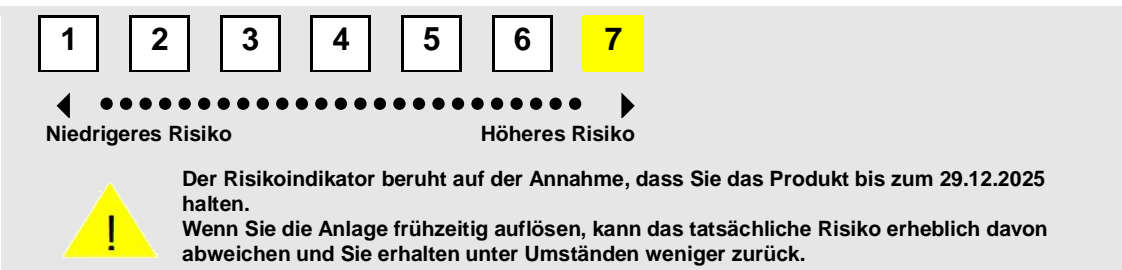 1 2 3 4 5 6 7
Niedrigeres Risiko Höheres Risiko
Der Risikoindikator beruht auf der Annahme, dass Sie das Produkt bis zum 29.12.2025
halten.
Wenn Sie die Anlage frühzeitig auflösen, kann das tatsächliche Risiko erheblich davon
abweichen und Sie erhalten unter Umständen weniger zurück.
!